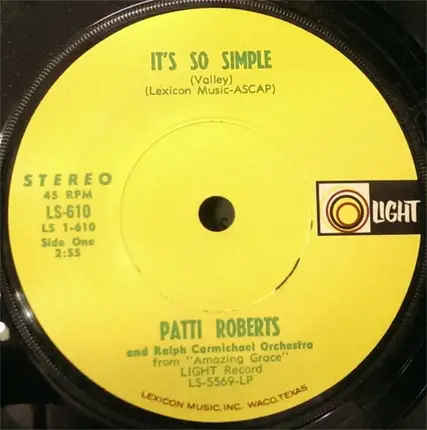 IT'S SO SIMPLE
(Valley)
(Lexicon Music-ASCAP)
STEREO
45 RPM
LS-610
LS 1-610
Side One
2:55
LIGHT
PATTI ROBERTS
and Ralph Carmichael Orchestra
from "Amazing Grace"
LIGHT Record
LS-5569-LP
LEXICON MUSIC, INC. WACO, TEXAS